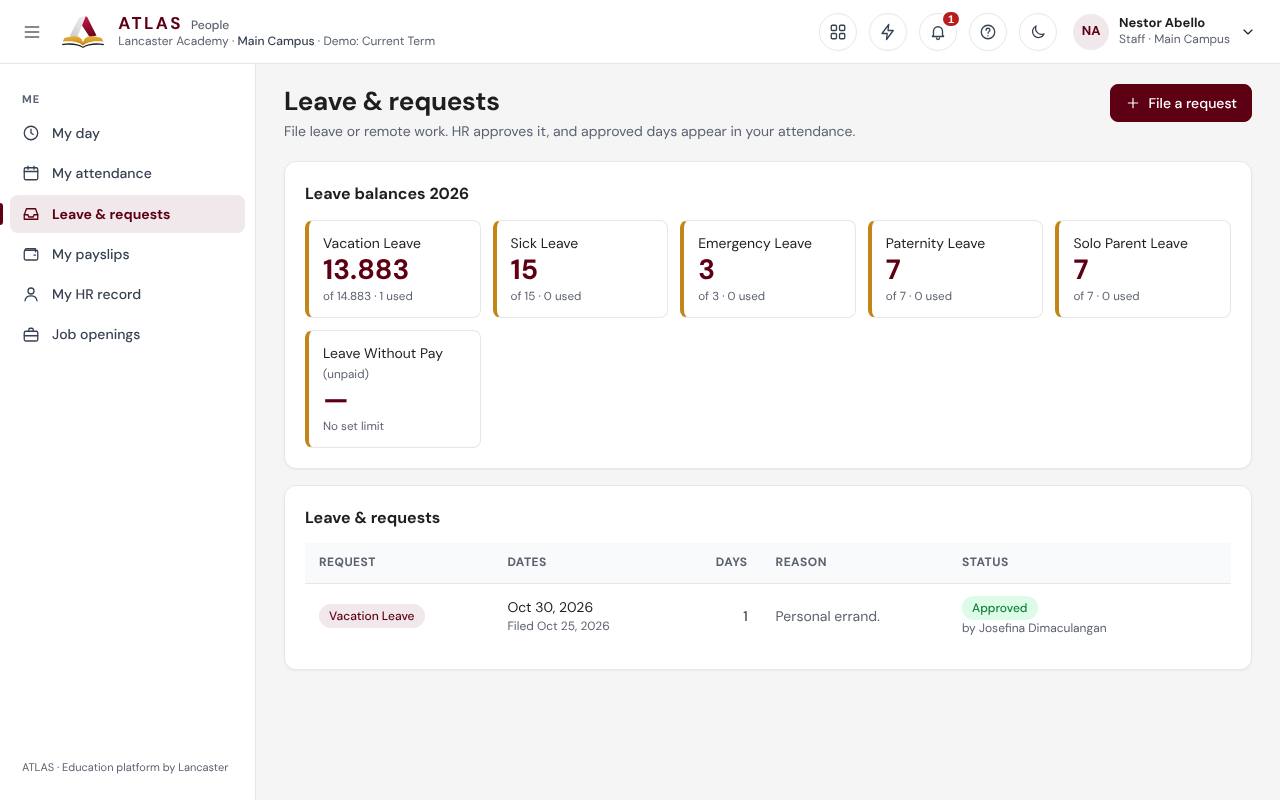 ATLAS People
Lancaster Academy · Main Campus · Demo: Current Term
1
NA
Nestor Abello
Staff · Main Campus
ME
My day
My attendance
Leave & requests
My payslips
My HR record
Job openings
ATLAS · Education platform by Lancaster
Leave & requests
File leave or remote work. HR approves it, and approved days appear in your attendance.
File a request
Leave balances 2026
Vacation Leave
13.883
of 14.883 · 1 used
Sick Leave
15
of 15 · 0 used
Emergency Leave
3
of 3 · 0 used
Paternity Leave
7
of 7 · 0 used
Solo Parent Leave
7
of 7 · 0 used
Leave Without Pay
(unpaid)
—
No set limit
Leave & requests
REQUEST DATES DAYS REASON STATUS
Vacation Leave
Oct 30, 2026
Filed Oct 25, 2026
1
Personal errand.
Approved
by Josefina Dimaculangan